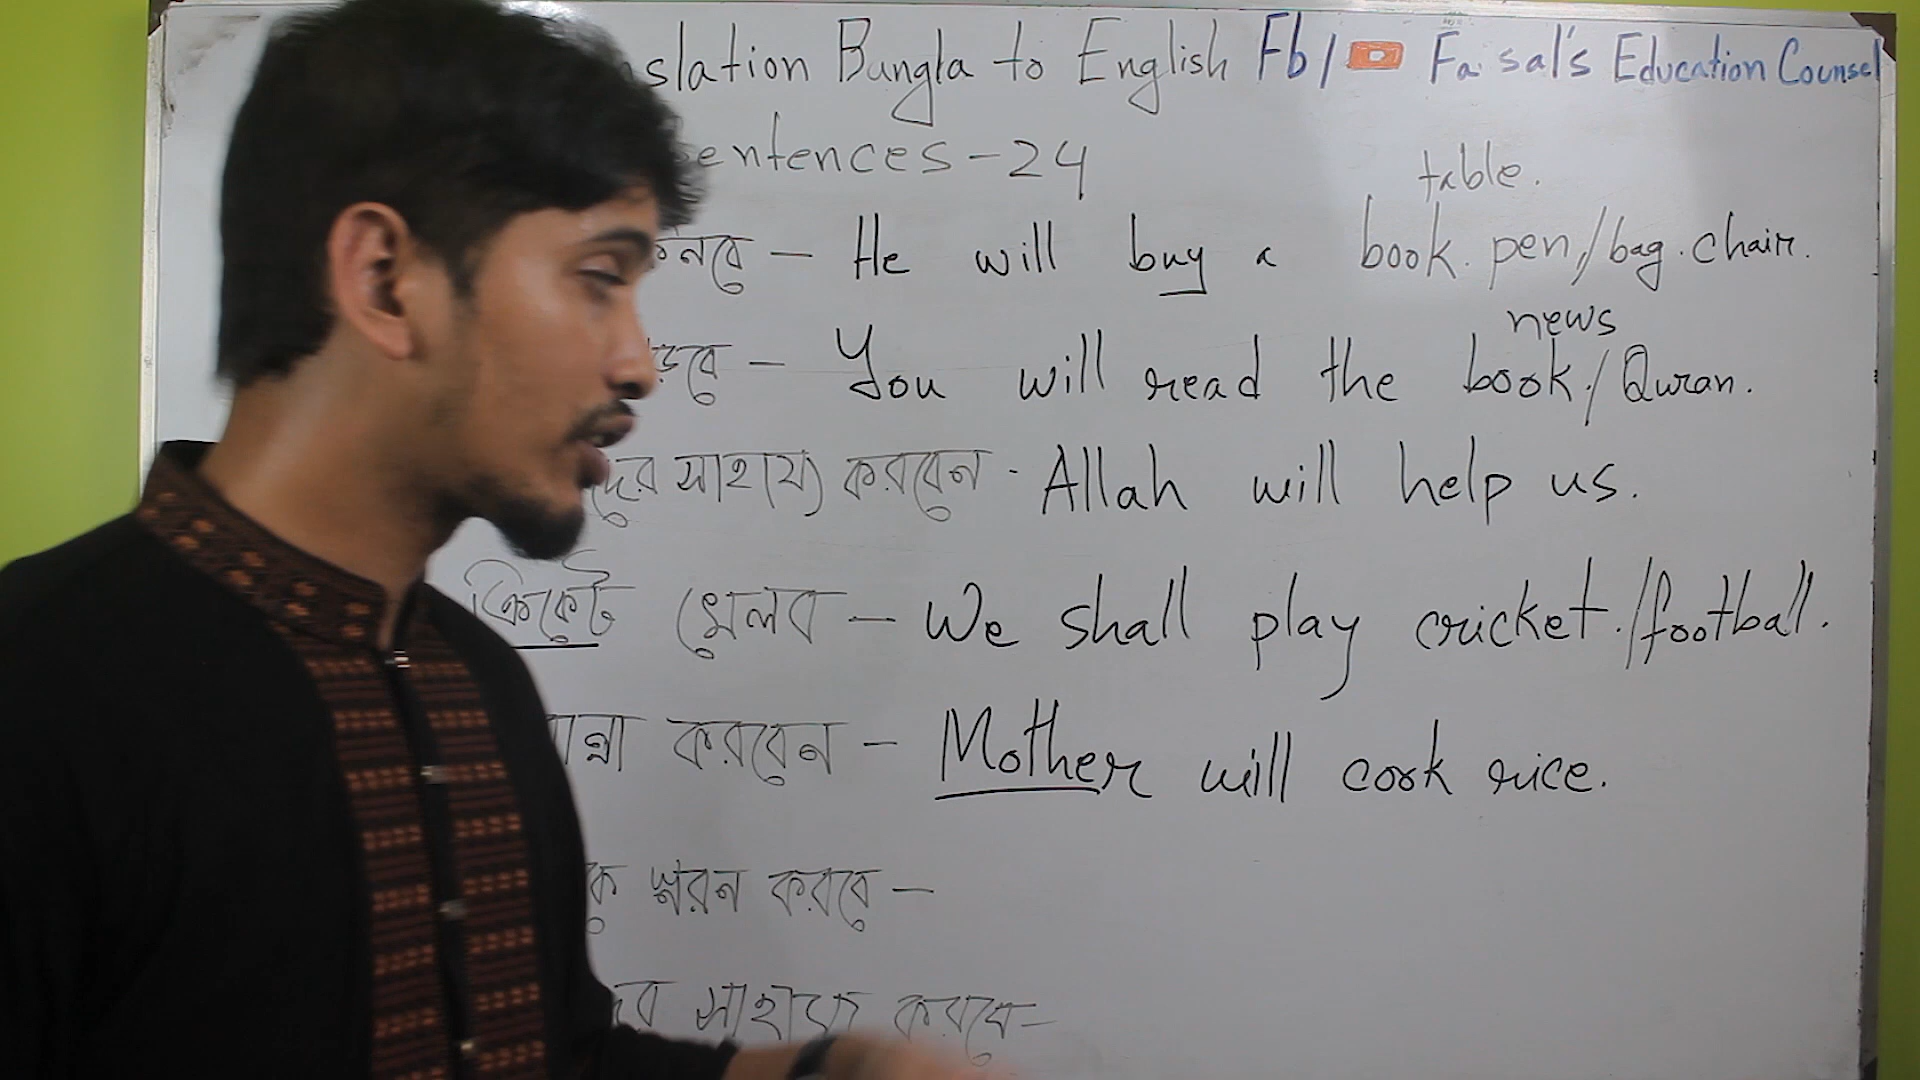 slation Bangla to English Fb/ Faisal's Education Counsel
entences-24
table.
নবে – He will buy a book. pen,/bag. chair.
news
ড়বে – You will read the book./Quran.
দের সাহায্য করবেন - Allah will help us.
ক্রিকেট খেলব – We shall play cricket./football.
ান্না করবেন – Mother will cook rice.
কে স্মরন করবে –
দের সাহায্য করবে–